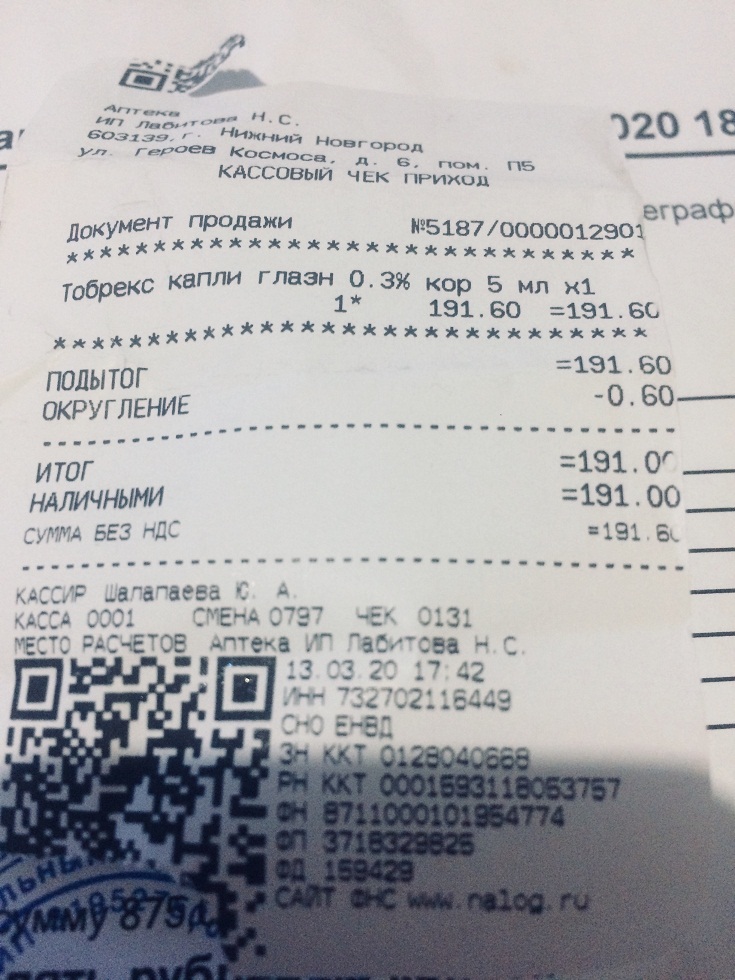 020 18
Аптека
ИП Лабитова Н.С.
603139, г. Нижний Новгород
ул. Героев Космоса, д. 6, пом. П5
КАССОВЫЙ ЧЕК ПРИХОД
еграф
Документ продажи №5187/0000012901
******************************
Тобрекс капли глазн 0.3% кор 5 мл х1
1* 191.60 =191.60
******************************
ПОДЫТОГ =191.60
ОКРУГЛЕНИЕ -0.60
ИТОГ =191.00
НАЛИЧНЫМИ =191.00
СУММА БЕЗ НДС =191.60
КАССИР Шалапаева Ю. А.
КАССА 0001 СМЕНА 0797 ЧЕК 0131
МЕСТО РАСЧЕТОВ Аптека ИП Лабитова Н.С.
13.03.20 17:42
ИНН 732702116449
СНО ЕНВД
ЗН ККТ 0128040668
РН ККТ 0001593118053757
ФН 8711000101954774
ФП 3716329825
ФД 159429
САЙТ ФНС www.nalog.ru
сумму 875